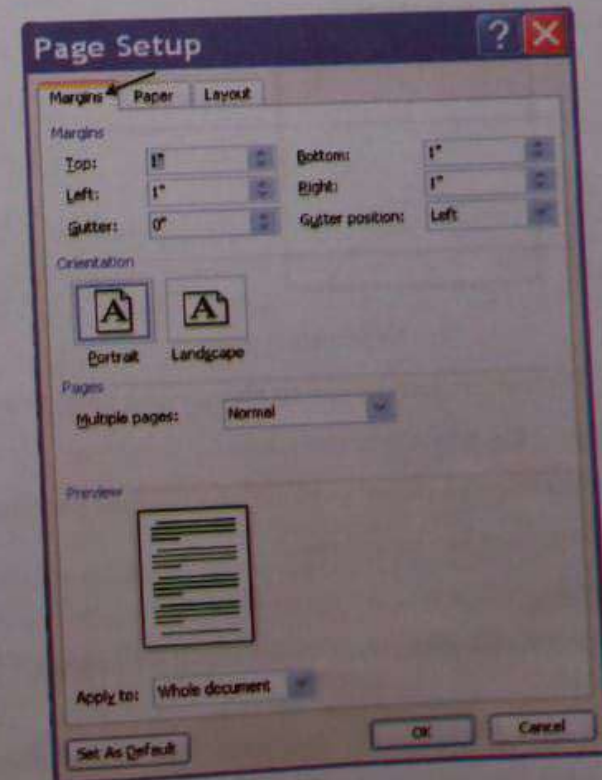 Page Setup ?
Margins Paper Layout
Margins
Top: 1" Bottom: 1"
Left: 1" Right: 1"
Gutter: 0" Gutter position: Left
Orientation
A A
Portrait Landscape
Pages
Multiple pages: Normal
Preview
Apply to: Whole document
Set As Default OK Cancel